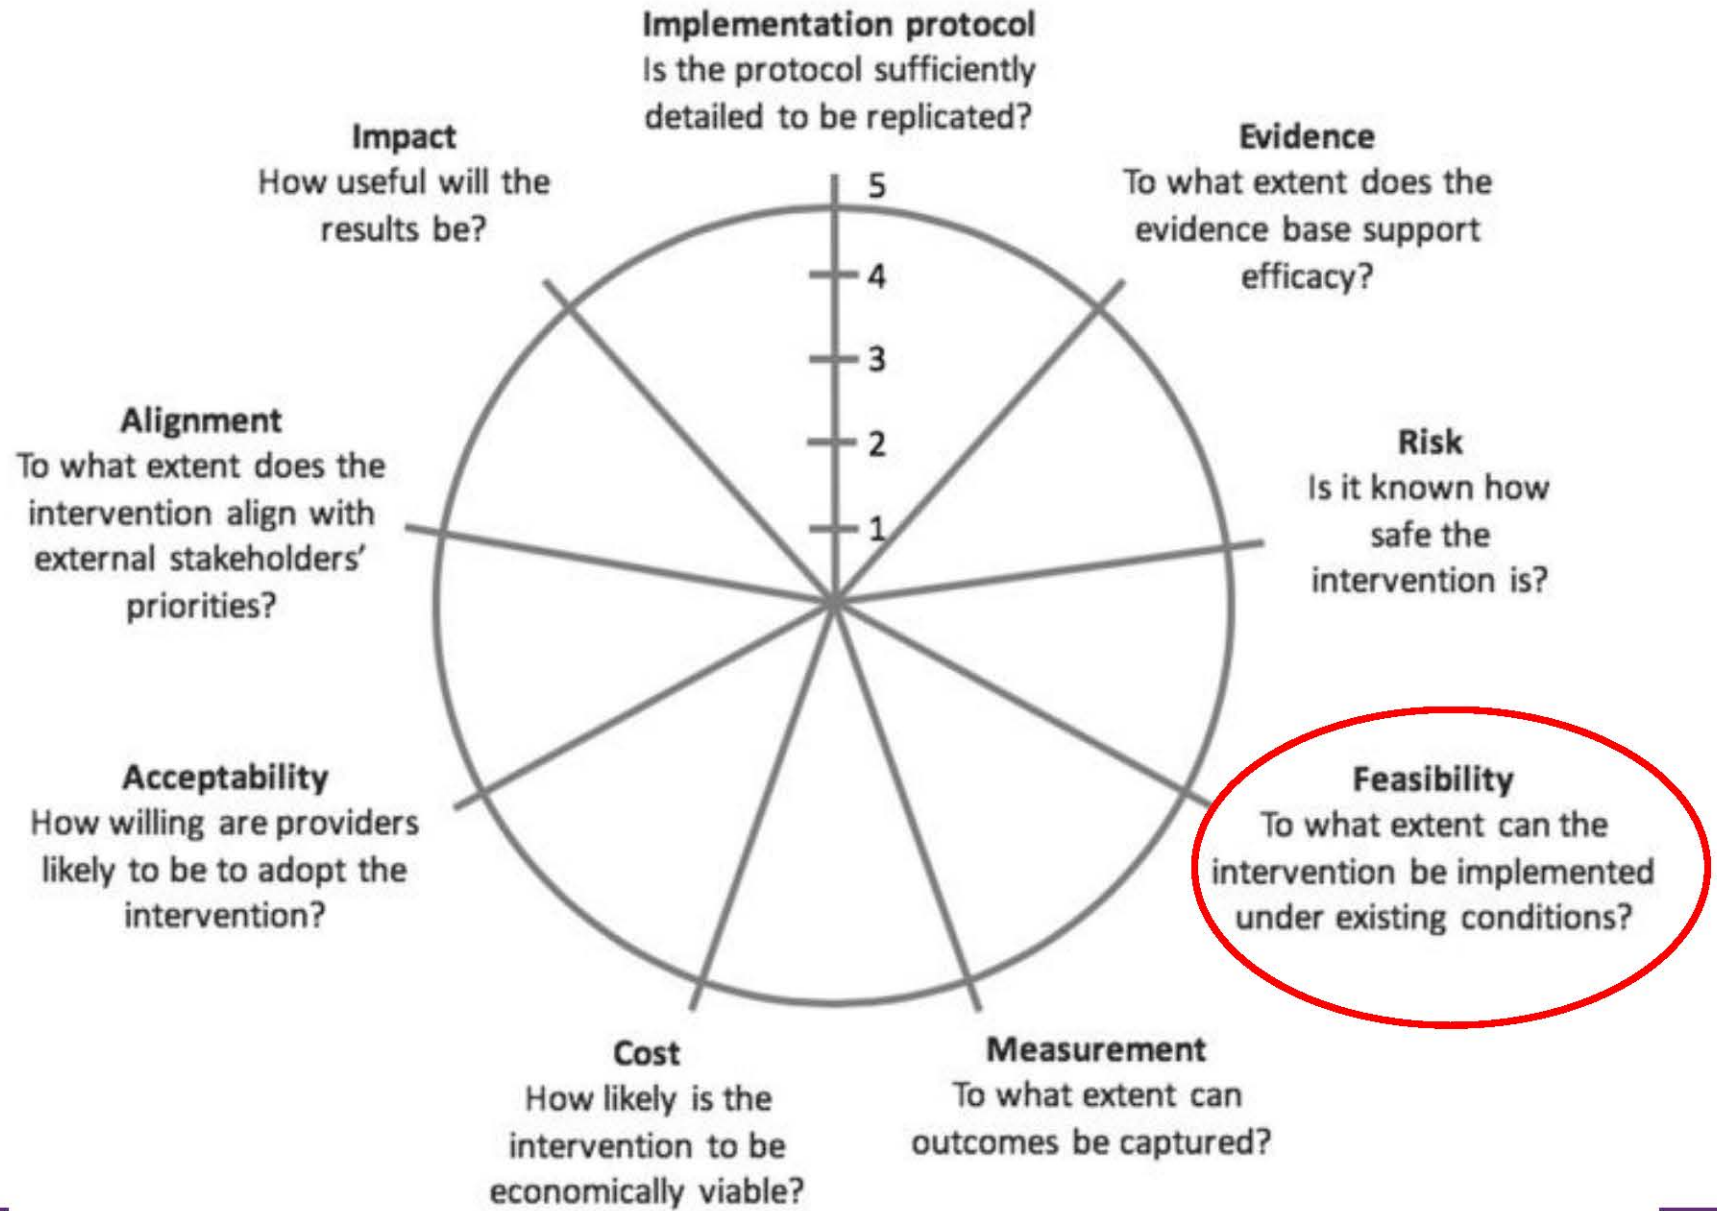 Implementation protocol
Is the protocol sufficiently
detailed to be replicated?
Impact
How useful will the
results be?
Evidence
To what extent does the
evidence base support
efficacy?
5
4
3
2
1
Alignment
To what extent does the
intervention align with
external stakeholders’
priorities?
Risk
Is it known how
safe the
intervention is?
Acceptability
How willing are providers
likely to be to adopt the
intervention?
Feasibility
To what extent can the
intervention be implemented
under existing conditions?
Cost
How likely is the
intervention to be
economically viable?
Measurement
To what extent can
outcomes be captured?